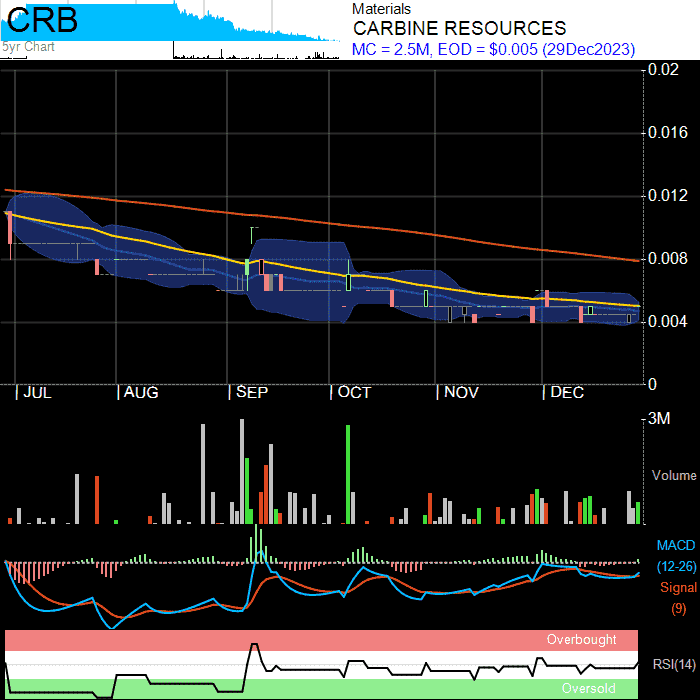 CRB
5yr Chart
Materials
CARBINE RESOURCES
MC = 2.5M, EOD = $0.005 (29Dec2023)
0.02
0.016
0.012
0.008
0.004
0
JUL AUG SEP OCT NOV DEC
3M
Volume
MACD
(12-26)
Signal
(9)
Overbought
RSI(14)
Oversold